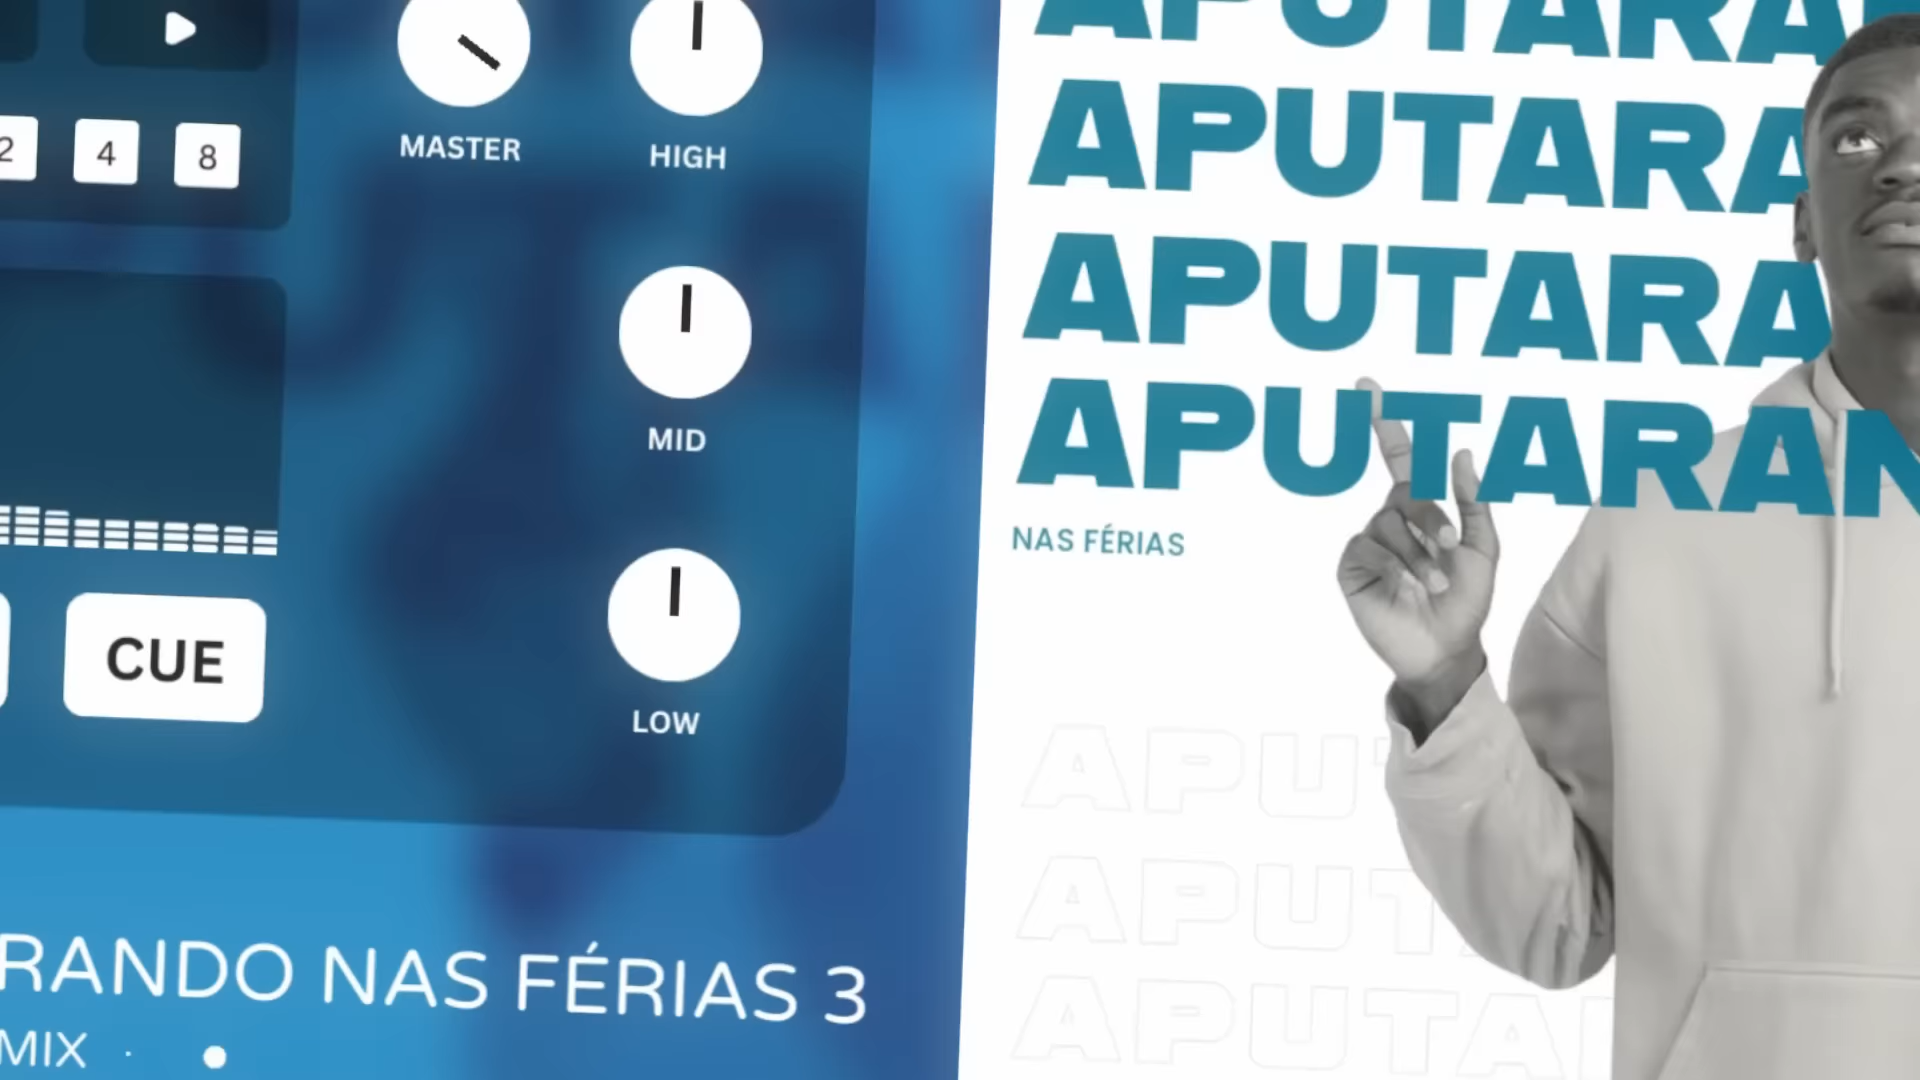 2 4 8
MASTER
HIGH
MID
CUE
LOW
RANDO NAS FÉRIAS 3
MIX
APUTARAN
APUTARA
APUTARA
APUTARAN
NAS FÉRIAS
APUT
APUT
APUTA